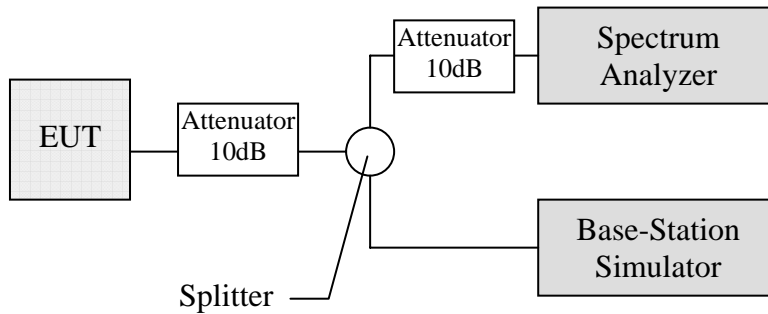 Attenuator
10dB
Spectrum
Analyzer
EUT
Attenuator
10dB
Base-Station
Simulator
Splitter